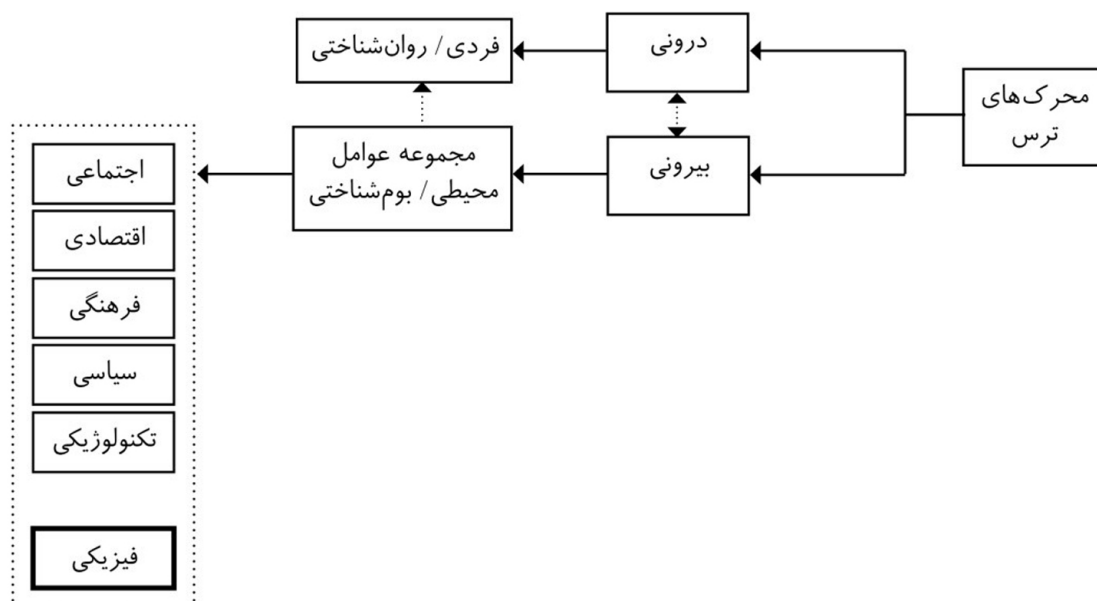 محرک‌های
ترس
درونی
بیرونی
فردی / روان‌شناختی
مجموعه عوامل
محیطی / بوم‌شناختی
اجتماعی
اقتصادی
فرهنگی
سیاسی
تکنولوژیکی
فیزیکی